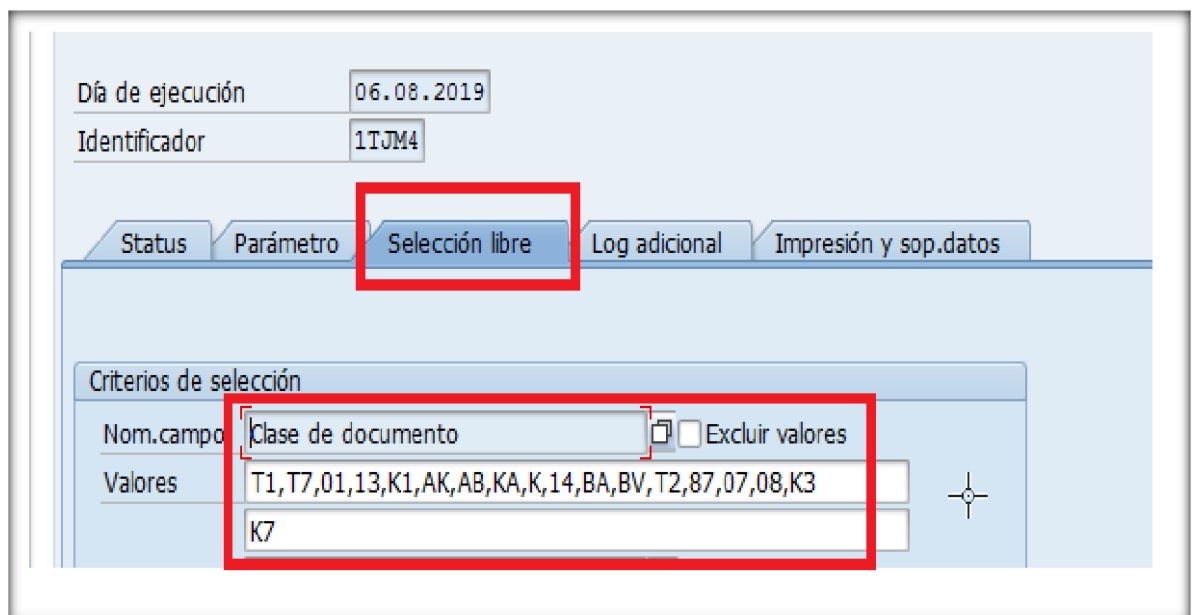 Día de ejecución 06.08.2019
Identificador 1TJM4
Status Parámetro Selección libre Log adicional Impresión y sop.datos
Criterios de selección
Nom.campo Clase de documento Excluir valores
Valores T1,T7,01,13,K1,AK,AB,KA,K,14,BA,BV,T2,87,07,08,K3
K7